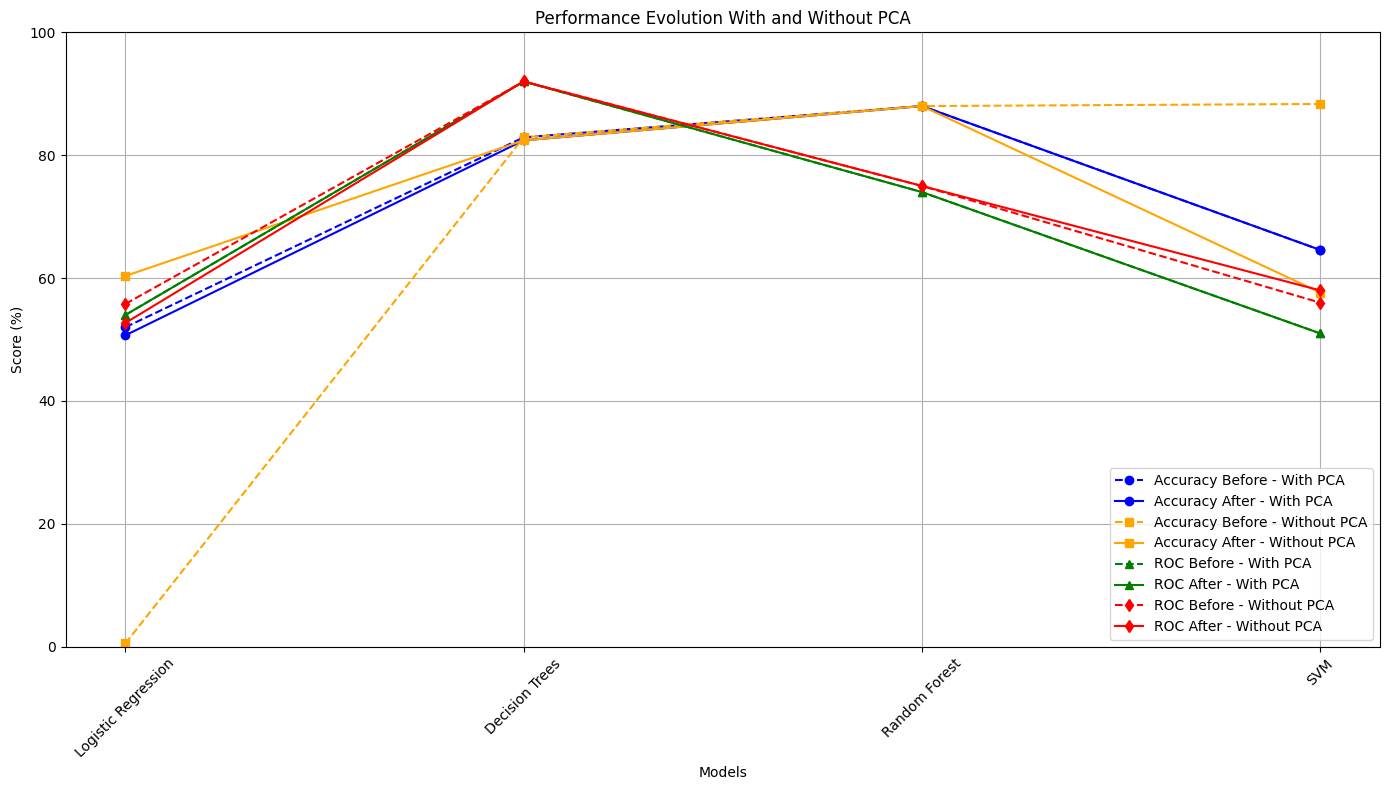 Performance Evolution With and Without PCA
100
80
60
40
20
0
Score (%)
Accuracy Before - With PCA
Accuracy After - With PCA
Accuracy Before - Without PCA
Accuracy After - Without PCA
ROC Before - With PCA
ROC After - With PCA
ROC Before - Without PCA
ROC After - Without PCA
Logistic Regression
Decision Trees
Random Forest
SVM
Models